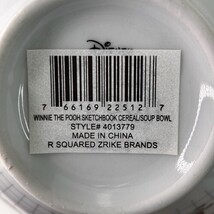 Disney
7 66169 22512 7
WINNIE THE POOH SKETCHBOOK CEREAL/SOUP BOWL
STYLE# 4013779
MADE IN CHINA
R SQUARED ZRIKE BRANDS